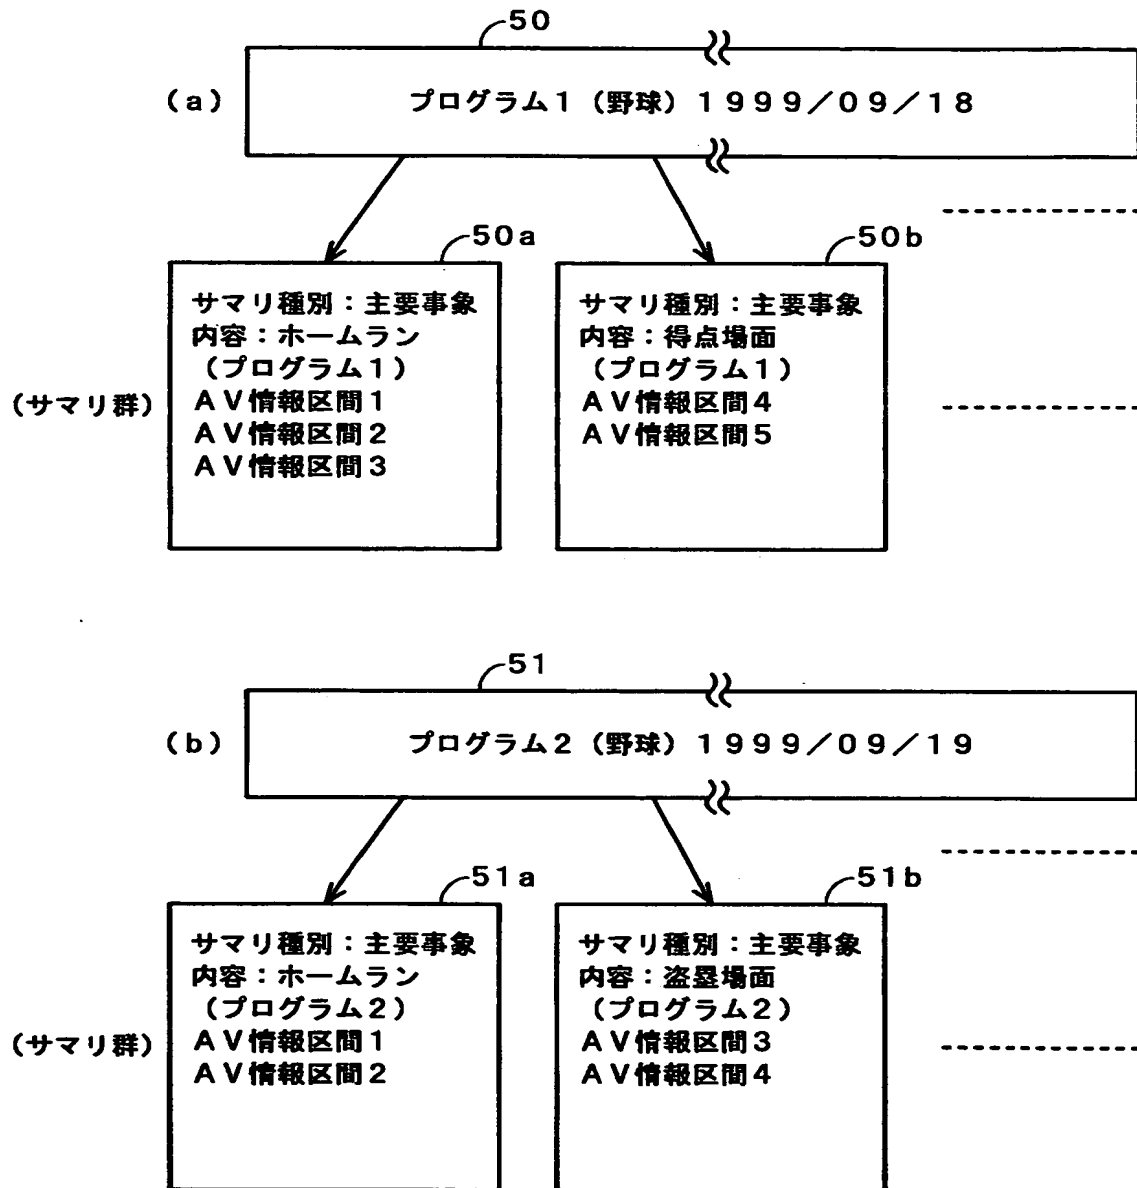 50
(a)
プログラム1(野球)1999/09/18
50a
サマリ種別:主要事象
内容:ホームラン
(プログラム1)
AV情報区間1
AV情報区間2
AV情報区間3
50b
サマリ種別:主要事象
内容:得点場面
(プログラム1)
AV情報区間4
AV情報区間5
(サマリ群)
51
(b)
プログラム2(野球)1999/09/19
51a
サマリ種別:主要事象
内容:ホームラン
(プログラム2)
AV情報区間1
AV情報区間2
51b
サマリ種別:主要事象
内容:盗塁場面
(プログラム2)
AV情報区間3
AV情報区間4
(サマリ群)